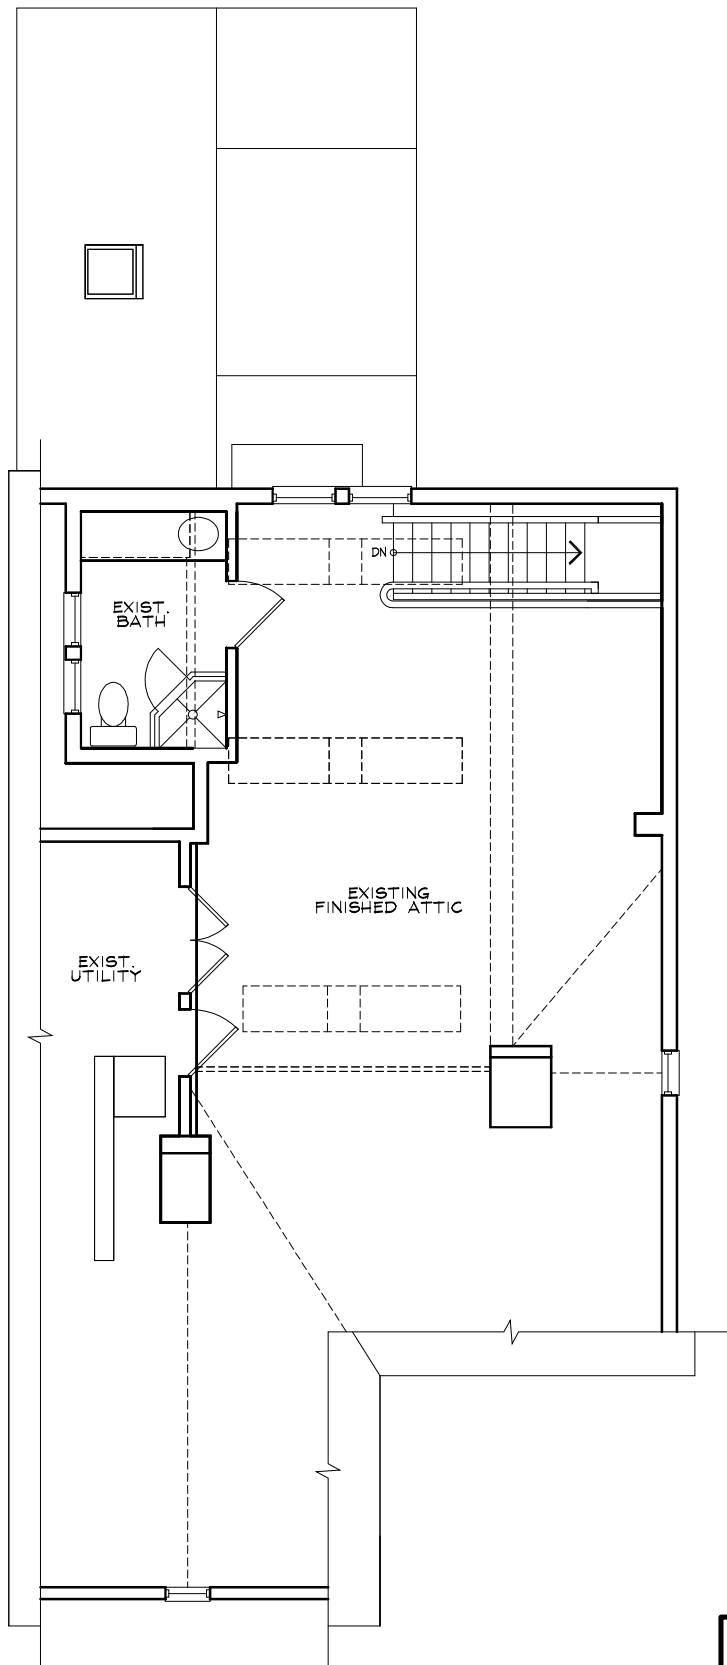 DN
EXIST.
BATH
EXISTING
FINISHED ATTIC
EXIST.
UTILITY